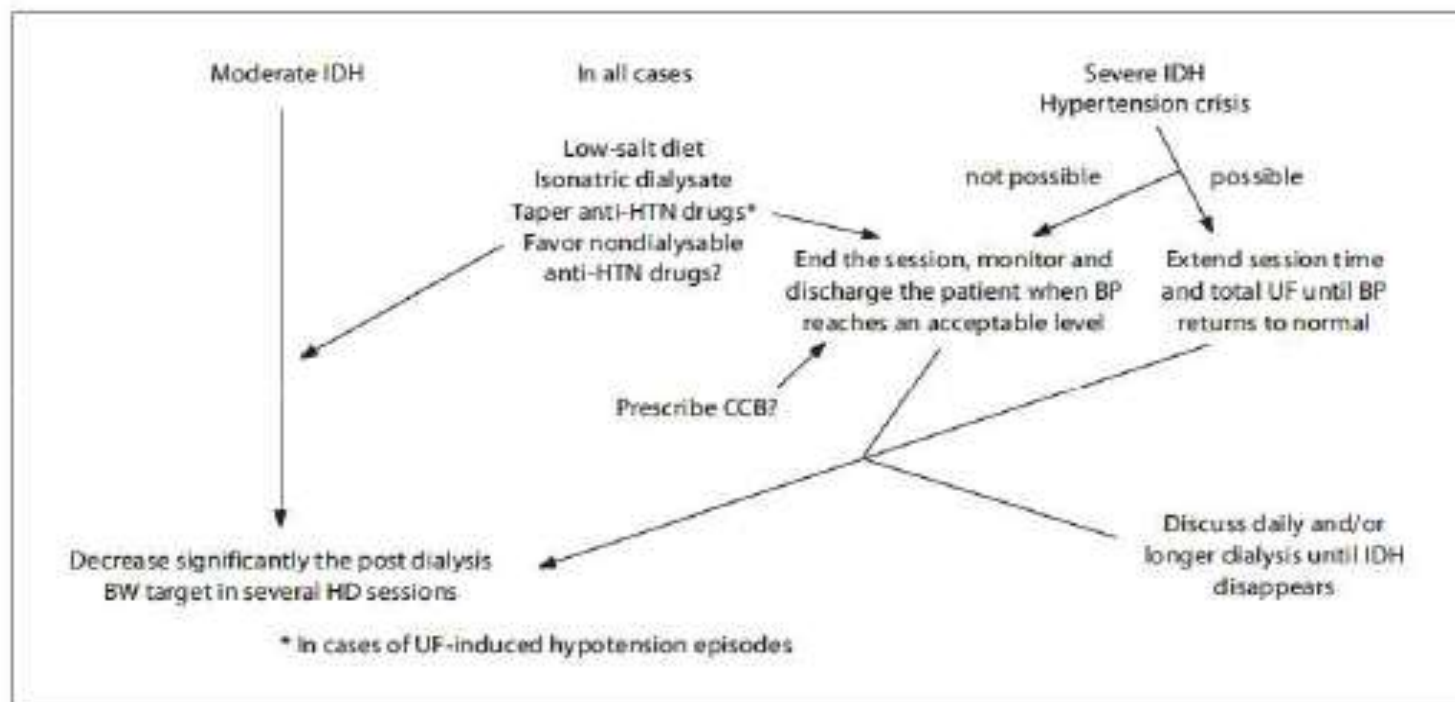 Moderate IDH
In all cases
Severe IDH
Hypertension crisis
Low-salt diet
Isonatric dialysate
Taper anti-HTN drugs*
Favor nondialysable
anti-HTN drugs?
not possible
possible
End the session, monitor and
discharge the patient when BP
reaches an acceptable level
Extend session time
and total UF until BP
returns to normal
Prescribe CCB?
Decrease significantly the post dialysis
BW target in several HD sessions
Discuss daily and/or
longer dialysis until IDH
disappears
* In cases of UF-induced hypotension episodes